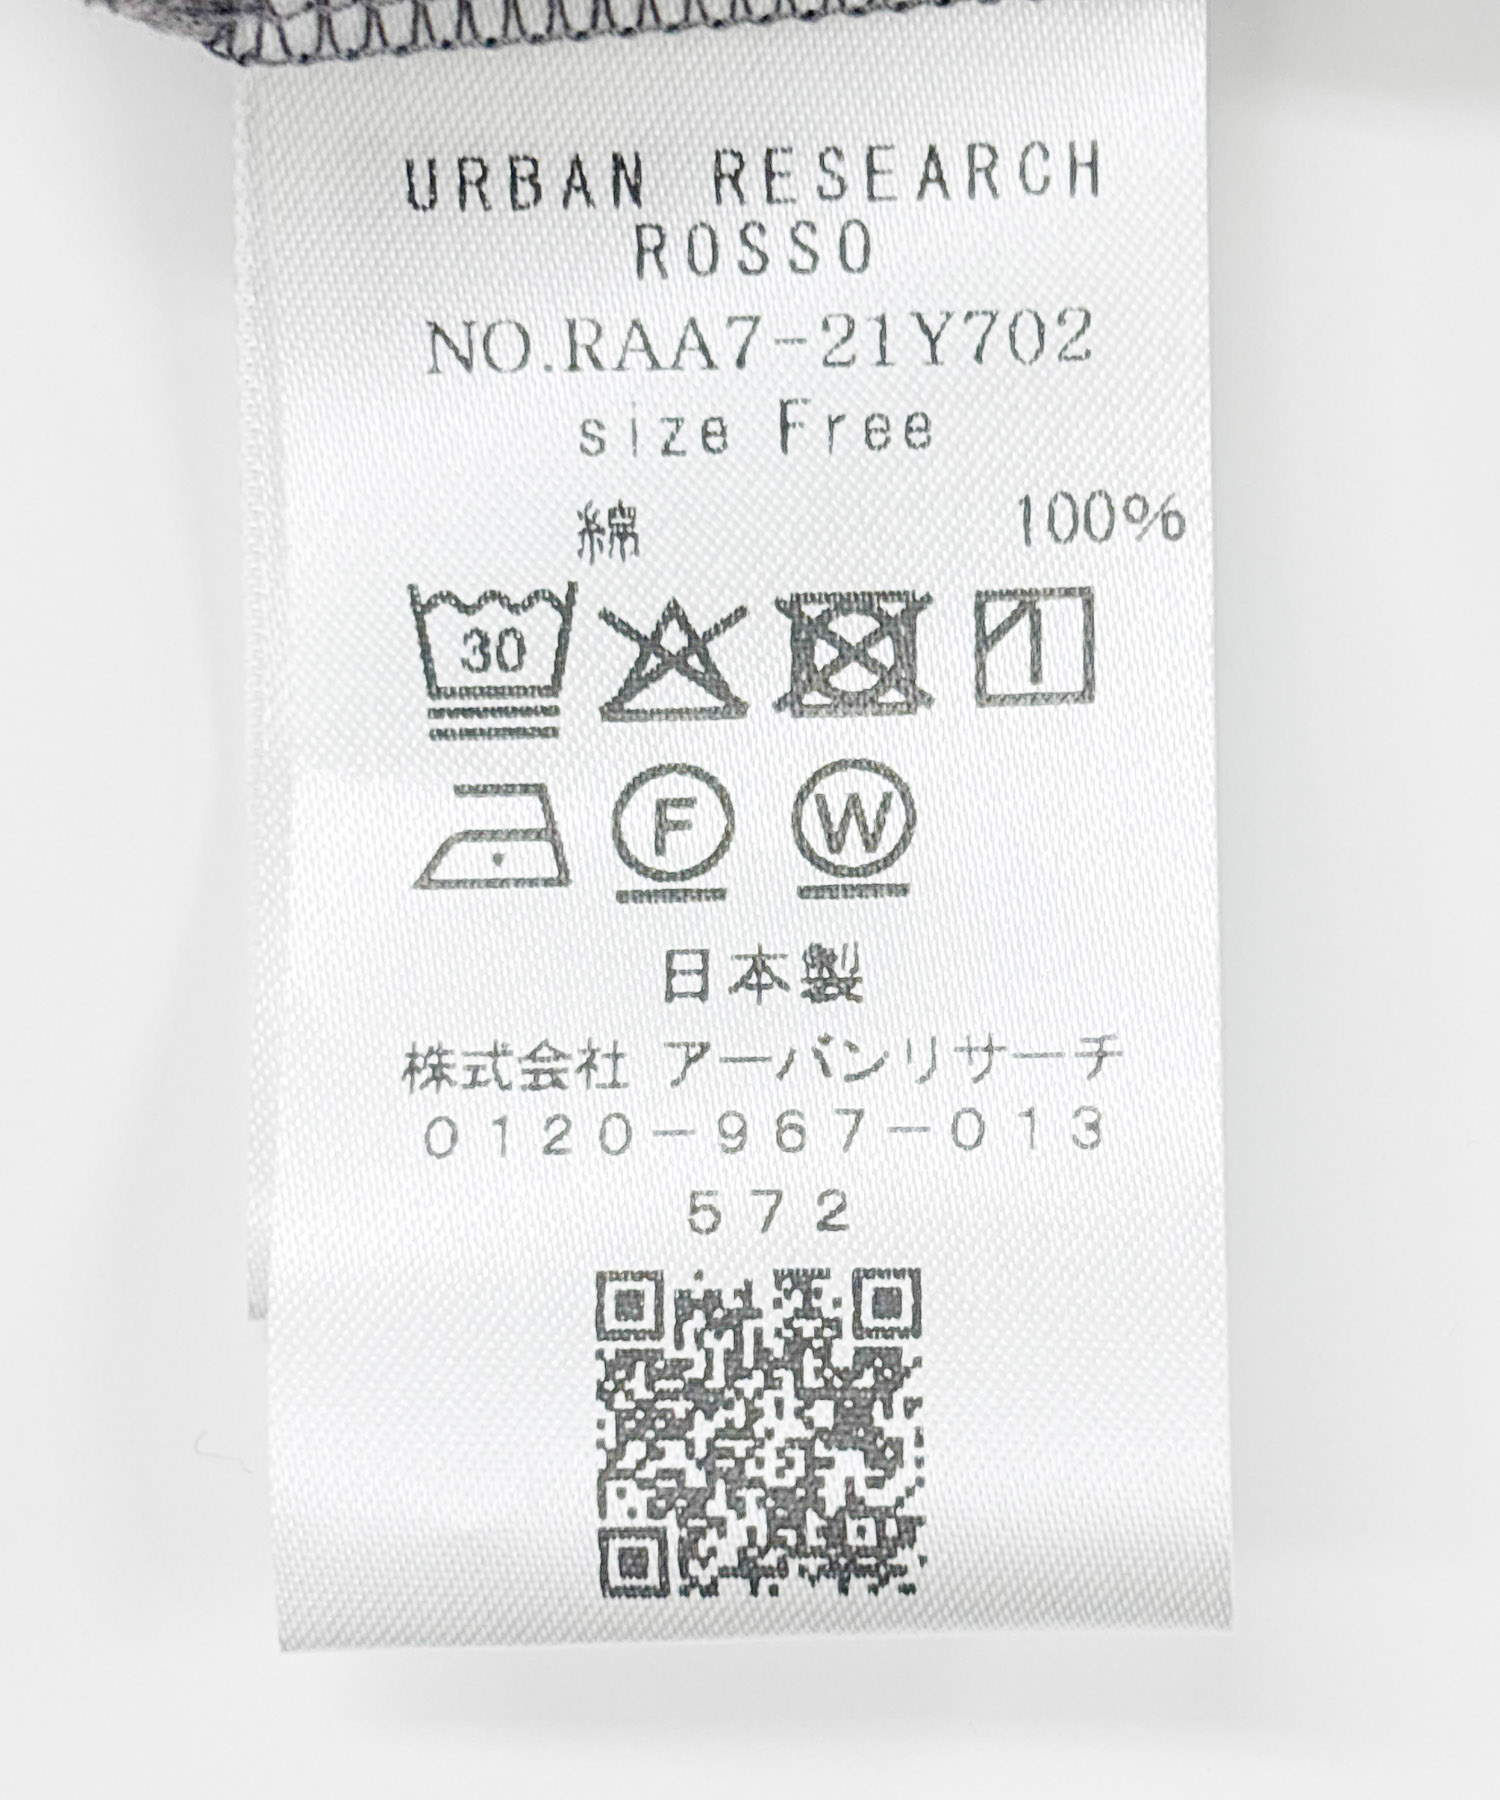 URBAN RESEARCH
ROSSO
NO.RAA7-21Y702
size Free
綿 100%
30
F W
日本製
株式会社 アーバンリサーチ
0120-967-013
572